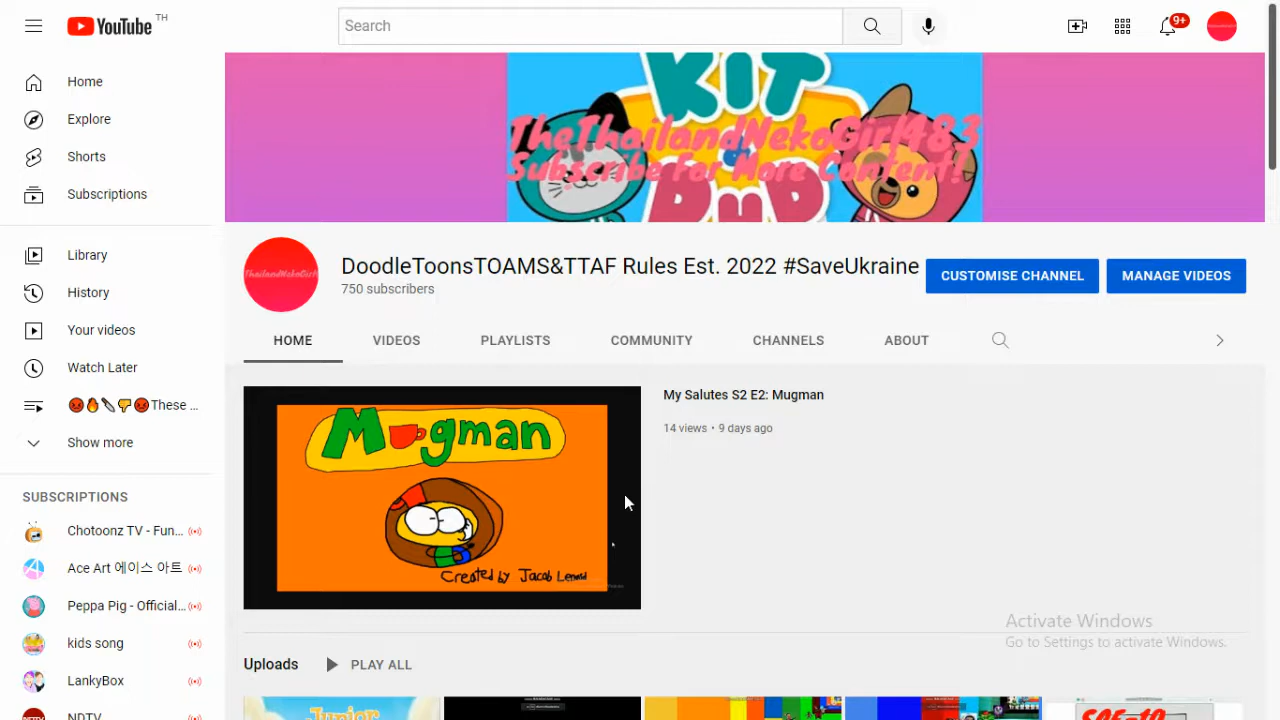 YouTube TH
Search
9+
Home
Explore
Shorts
Subscriptions
Library
History
Your videos
Watch Later
😡🔥🔪👎😡These ...
Show more
SUBSCRIPTIONS
Chotoonz TV - Fun...
Ace Art 에이스 아트
Peppa Pig - Official...
kids song
LankyBox
NDTV
KIT
TheThailandNekoGirl483
Subscribe For More Content!
DUD
ThailandNekoGirl
DoodleToonsTOAMS&TTAF Rules Est. 2022 #SaveUkraine
750 subscribers
CUSTOMISE CHANNEL
MANAGE VIDEOS
HOME
VIDEOS
PLAYLISTS
COMMUNITY
CHANNELS
ABOUT
Mugman
Created by Jacob Lenard
My Salutes S2 E2: Mugman
14 views • 9 days ago
Activate Windows
Go to Settings to activate Windows.
Uploads
PLAY ALL
Junior